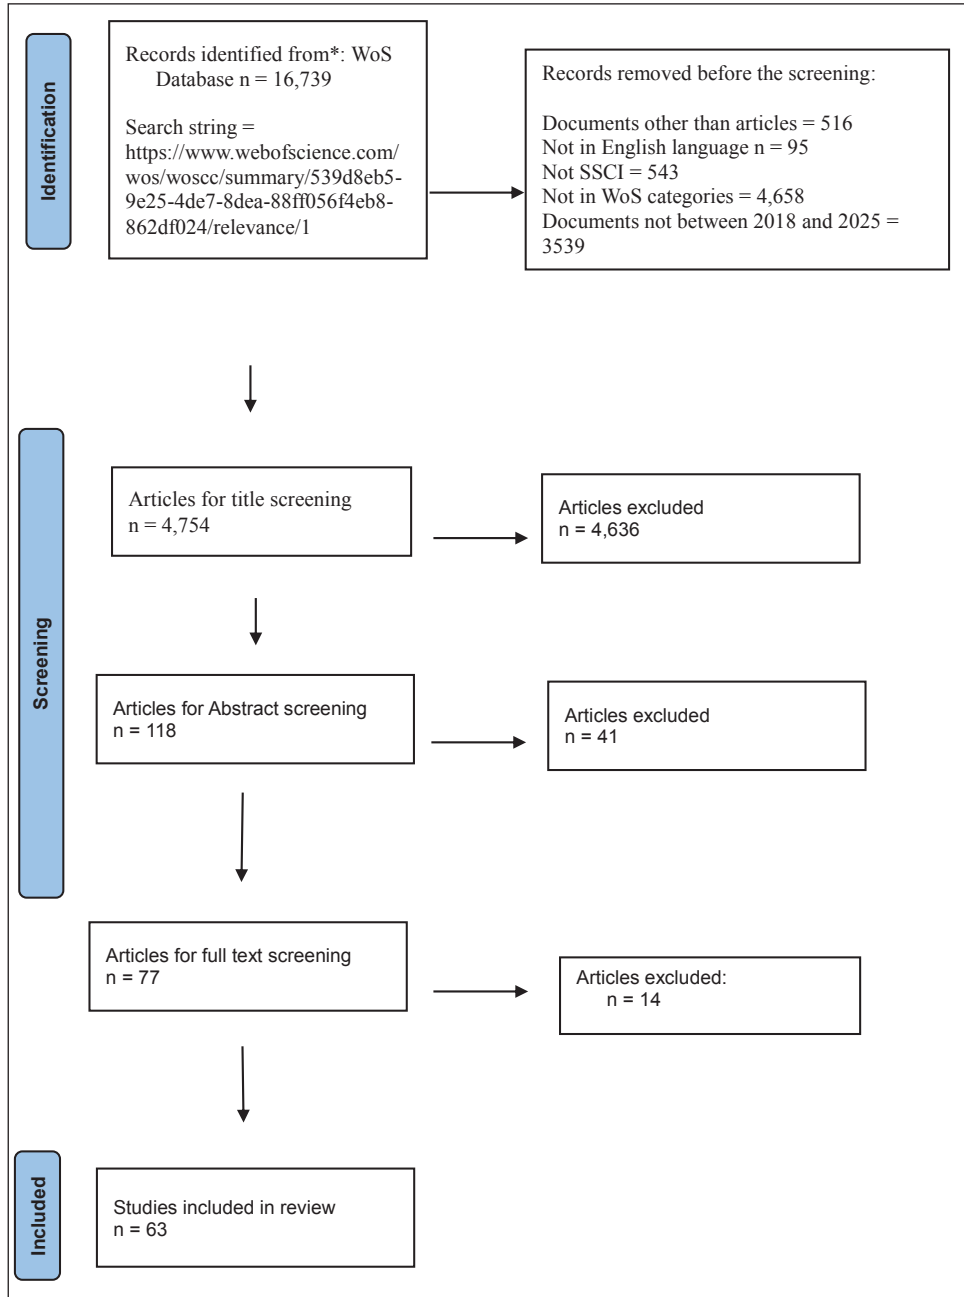 Identification
Records identified from*: WoS
Database n = 16,739
Search string =
https://www.webofscience.com/
wos/woscc/summary/539d8eb5-
9e25-4de7-8dea-88ff056f4eb8-
862df024/relevance/1
Records removed before the screening:
Documents other than articles = 516
Not in English language n = 95
Not SSCI = 543
Not in WoS categories = 4,658
Documents not between 2018 and 2025 =
3539
Screening
Articles for title screening
n = 4,754
Articles excluded
n = 4,636
Articles for Abstract screening
n = 118
Articles excluded
n = 41
Articles for full text screening
n = 77
Articles excluded:
n = 14
Included
Studies included in review
n = 63